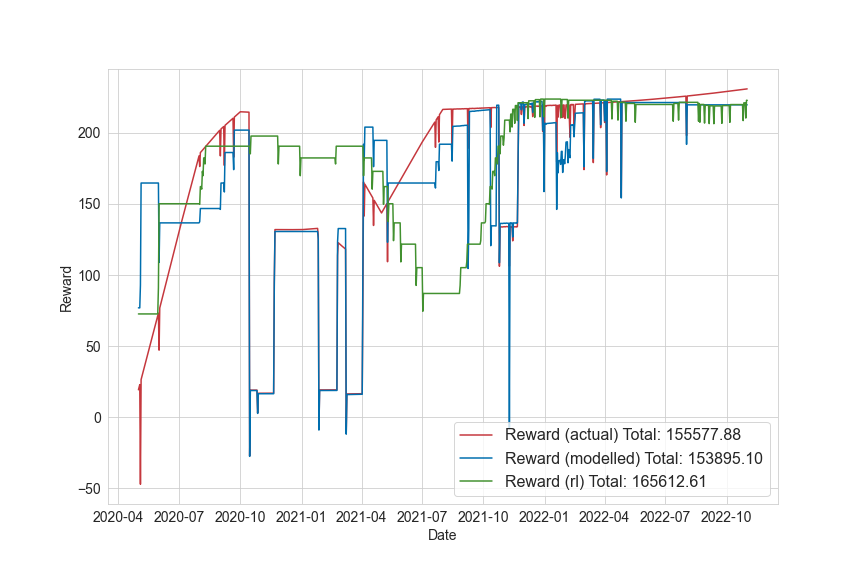 200
150
100
50
0
−50
Reward
2020-04 2020-07 2020-10 2021-01 2021-04 2021-07 2021-10 2022-01 2022-04 2022-07 2022-10
Date
Reward (actual) Total: 155577.88
Reward (modelled) Total: 153895.10
Reward (rl) Total: 165612.61